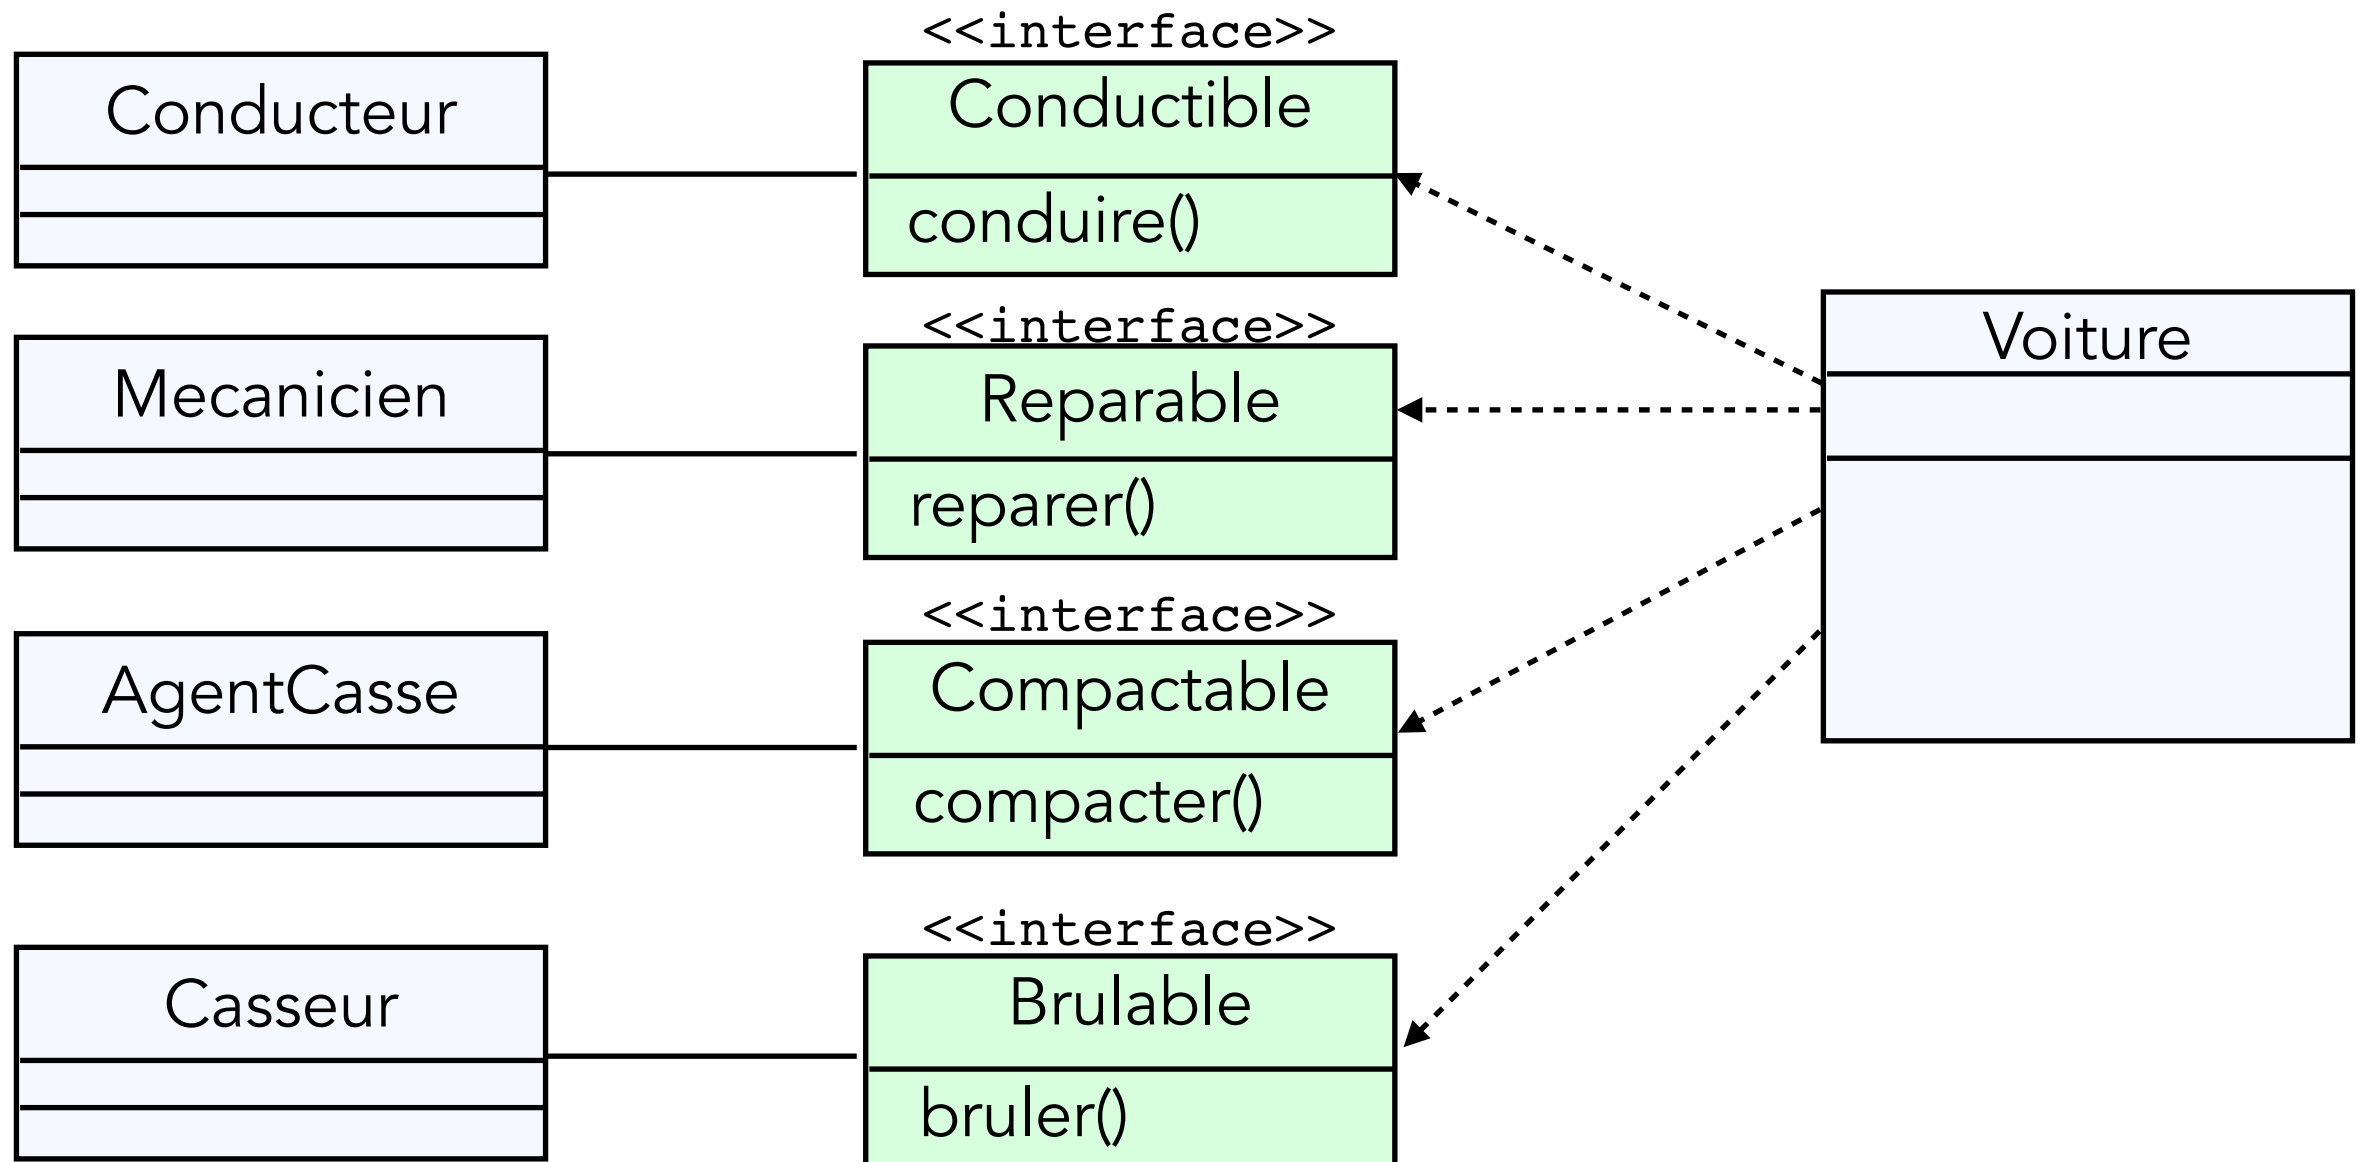 <<interface>>
Conducteur
Conductible
conduire()
<<interface>>
Voiture
Mecanicien
Reparable
reparer()
<<interface>>
AgentCasse
Compactable
compacter()
<<interface>>
Casseur
Brulable
bruler()